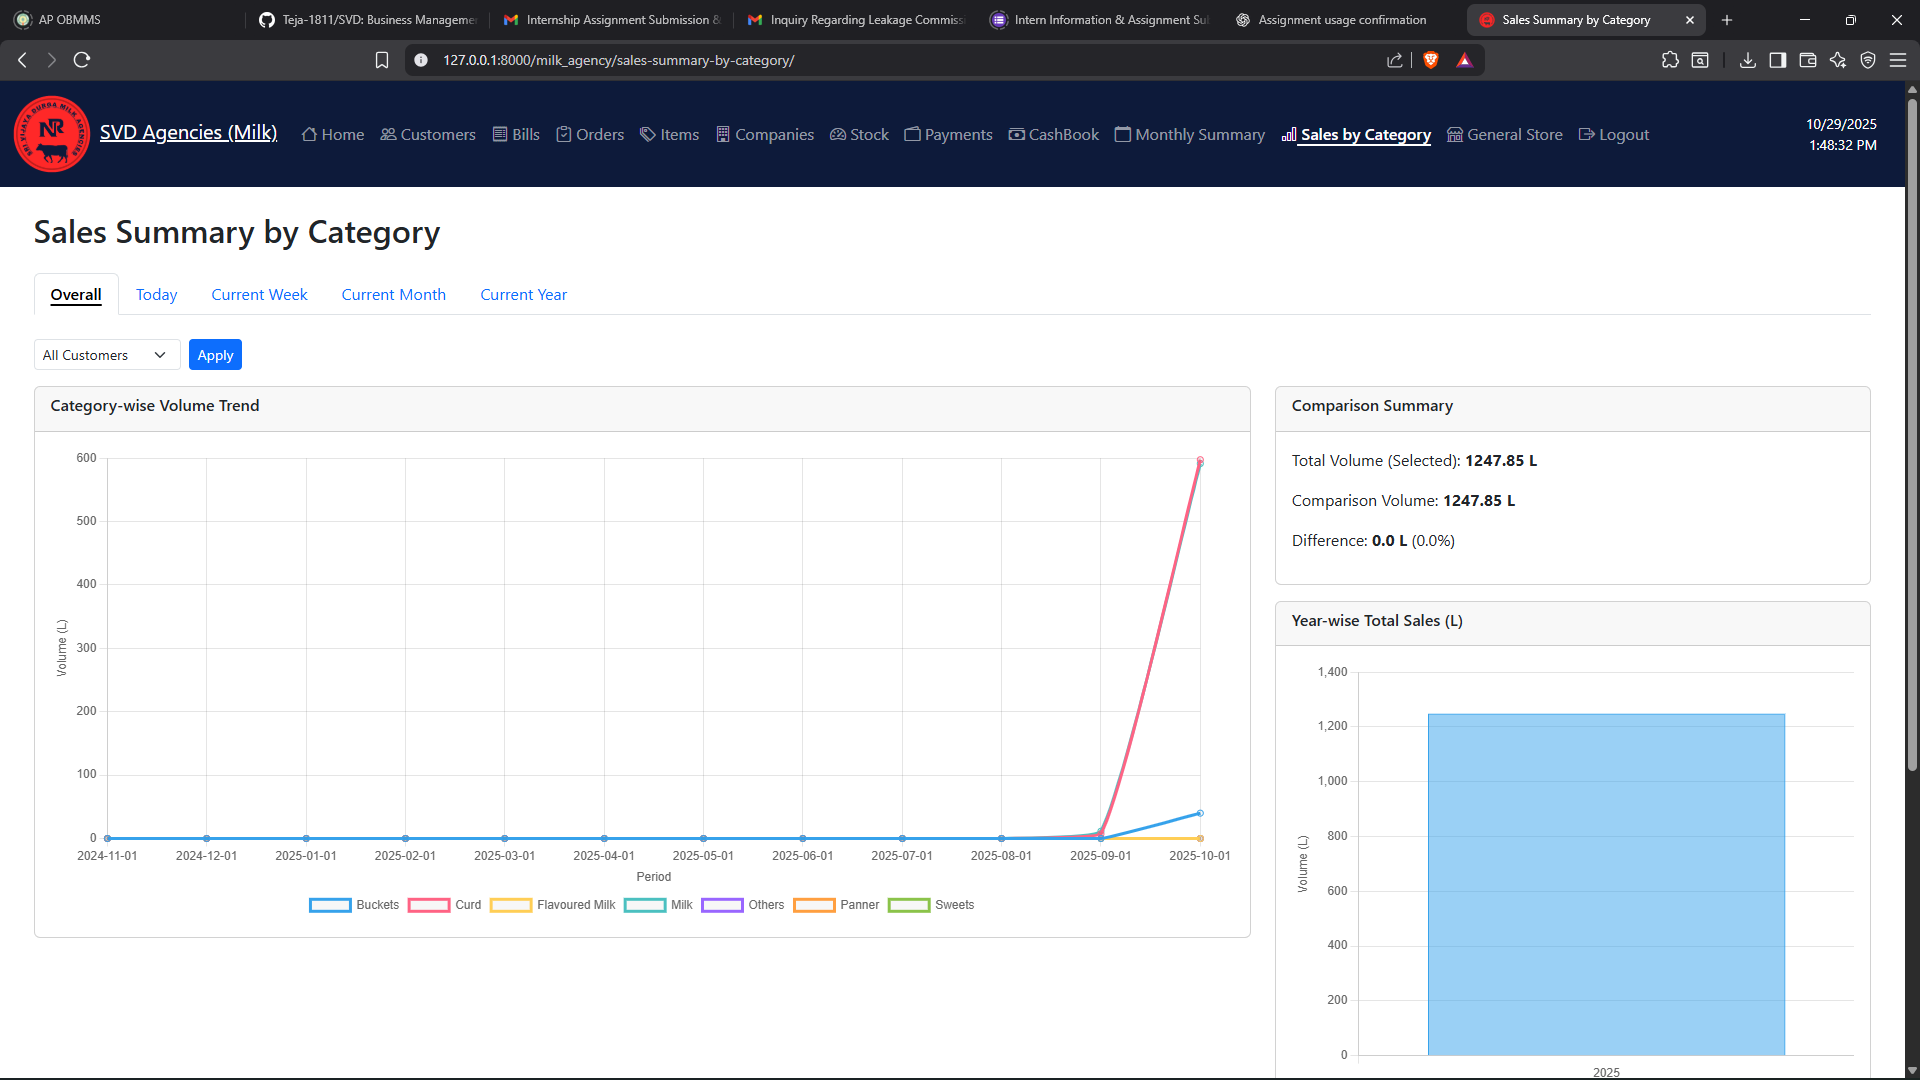 AP OBMMS
Teja-1811/SVD: Business Managemen
Internship Assignment Submission &
Inquiry Regarding Leakage Commiss
Intern Information & Assignment Su
Assignment usage confirmation
Sales Summary by Category
127.0.0.1:8000/milk_agency/sales-summary-by-category/
SRI VIJAYA DURGA MILK AGENCIES
NR
SVD Agencies (Milk)
Home
Customers
Bills
Orders
Items
Companies
Stock
Payments
CashBook
Monthly Summary
Sales by Category
General Store
Logout
10/29/2025
1:48:32 PM
Sales Summary by Category
Overall
Today
Current Week
Current Month
Current Year
All Customers
Apply
Category-wise Volume Trend
600
500
400
300
200
100
0
Volume (L)
2024-11-01
2024-12-01
2025-01-01
2025-02-01
2025-03-01
2025-04-01
2025-05-01
2025-06-01
2025-07-01
2025-08-01
2025-09-01
2025-10-01
Period
Buckets
Curd
Flavoured Milk
Milk
Others
Panner
Sweets
Comparison Summary
Total Volume (Selected): 1247.85 L
Comparison Volume: 1247.85 L
Difference: 0.0 L (0.0%)
Year-wise Total Sales (L)
1,400
1,200
1,000
800
600
400
200
0
Volume (L)
2025